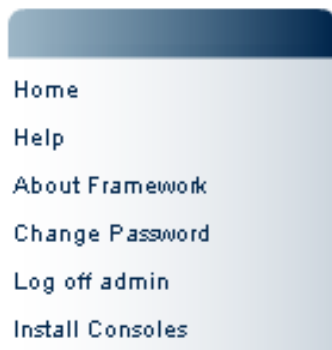 Home
Help
About Framework
Change Password
Log off admin
Install Consoles